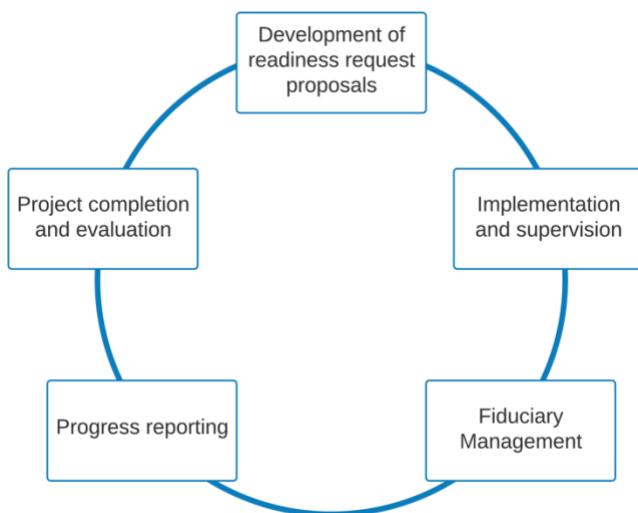 Development of
readiness request
proposals
Implementation
and supervision
Fiduciary
Management
Progress reporting
Project completion
and evaluation